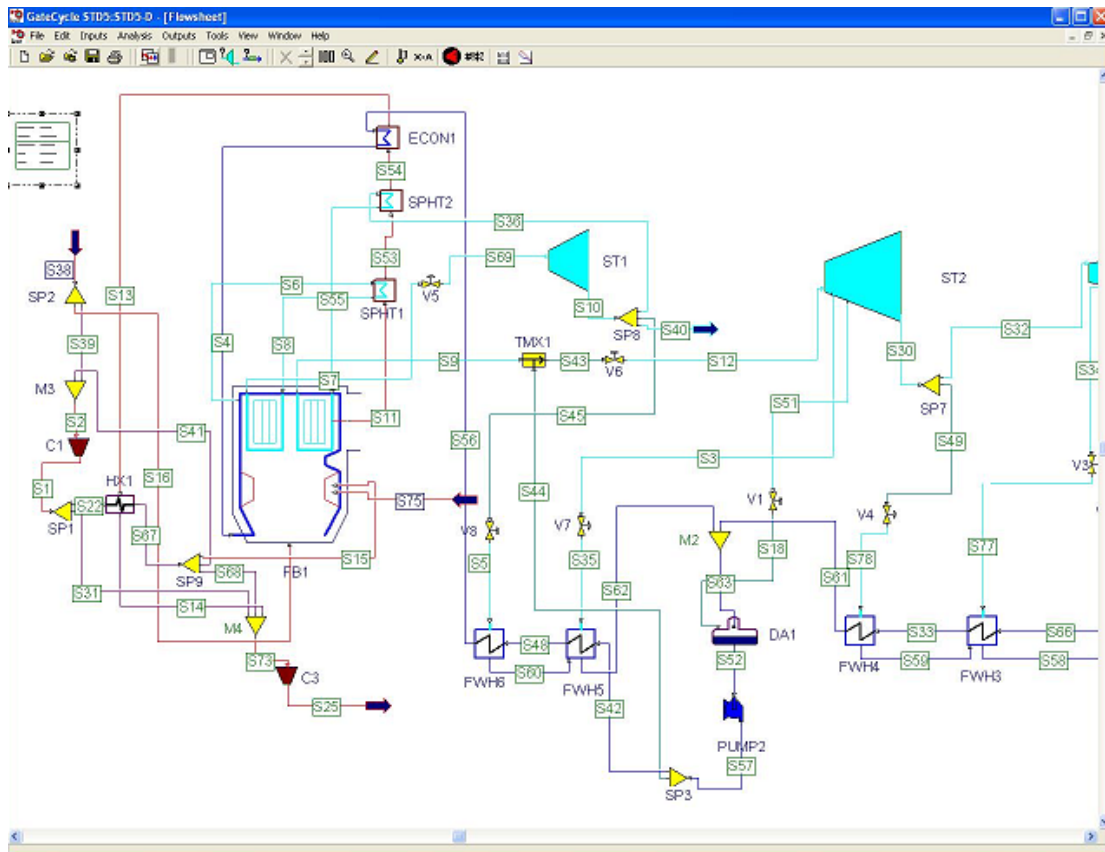 GateCycle STD5:STD5-D - [Flowsheet]
File Edit Inputs Analysis Outputs Tools View Window Help
ECON1
S54
SPHT2
S36
S38
SP2
S13
S53
S6
S55
SPHT1
V5
S69
ST1
S10
SP8
S40
ST2
S32
S39
S4
S8
S9
TMX1
S43
V6
S12
S30
S34
M3
S7
S11
S45
S51
SP7
S2
S41
S56
S49
C1
S3
V3
S1
S22
HX1
S16
S75
S44
V8
V7
V1
V4
SP1
S67
M2
S18
S77
SP9
S68
FB1
S15
S5
S35
S62
S63
S61
S78
S31
S14
M4
S48
DA1
S33
S66
S73
FWH6
S60
FWH5
S52
FWH4
S59
FWH3
S58
C3
S25
S42
PUMP2
S57
SP3